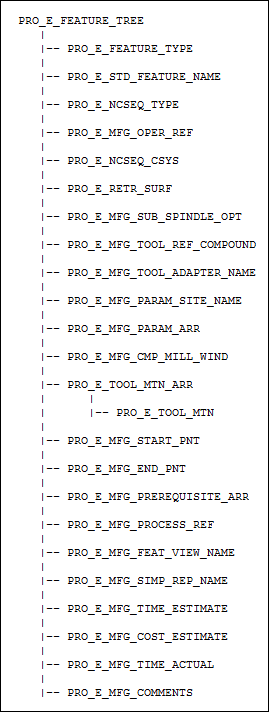 PRO_E_FEATURE_TREE
|
|-- PRO_E_FEATURE_TYPE
|
|-- PRO_E_STD_FEATURE_NAME
|
|-- PRO_E_NCSEQ_TYPE
|
|-- PRO_E_MFG_OPER_REF
|
|-- PRO_E_NCSEQ_CSYS
|
|-- PRO_E_RETR_SURF
|
|-- PRO_E_MFG_SUB_SPINDLE_OPT
|
|-- PRO_E_MFG_TOOL_REF_COMPOUND
|
|-- PRO_E_MFG_TOOL_ADAPTER_NAME
|
|-- PRO_E_MFG_PARAM_SITE_NAME
|
|-- PRO_E_MFG_PARAM_ARR
|
|-- PRO_E_MFG_CMP_MILL_WIND
|
|-- PRO_E_TOOL_MTN_ARR
|       |
|       |-- PRO_E_TOOL_MTN
|-- PRO_E_MFG_START_PNT
|
|-- PRO_E_MFG_END_PNT
|
|-- PRO_E_MFG_PREREQUISITE_ARR
|
|-- PRO_E_MFG_PROCESS_REF
|
|-- PRO_E_MFG_FEAT_VIEW_NAME
|
|-- PRO_E_MFG_SIMP_REP_NAME
|
|-- PRO_E_MFG_TIME_ESTIMATE
|
|-- PRO_E_MFG_COST_ESTIMATE
|
|-- PRO_E_MFG_TIME_ACTUAL
|
|-- PRO_E_MFG_COMMENTS